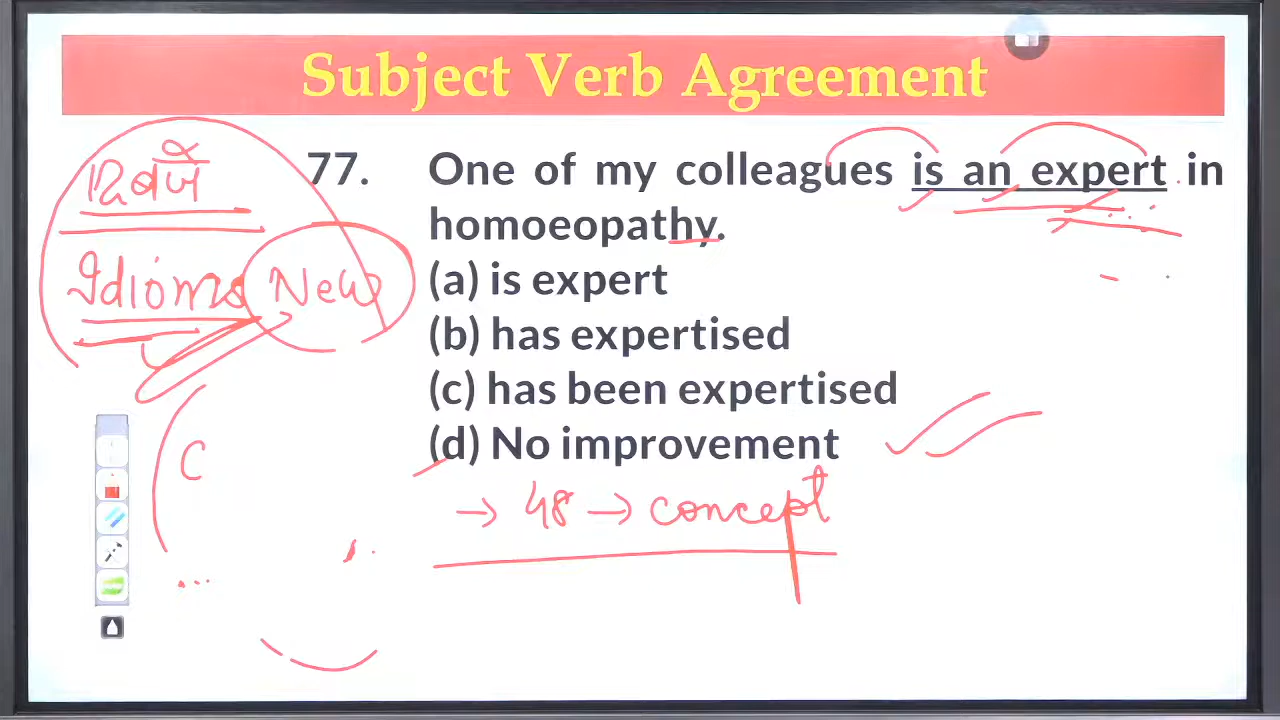 Subject Verb Agreement
77. One of my colleagues is an expert in
homoeopathy.
(a) is expert
(b) has expertised
(c) has been expertised
(d) No improvement
Idioms New
C
→ 48 → concept